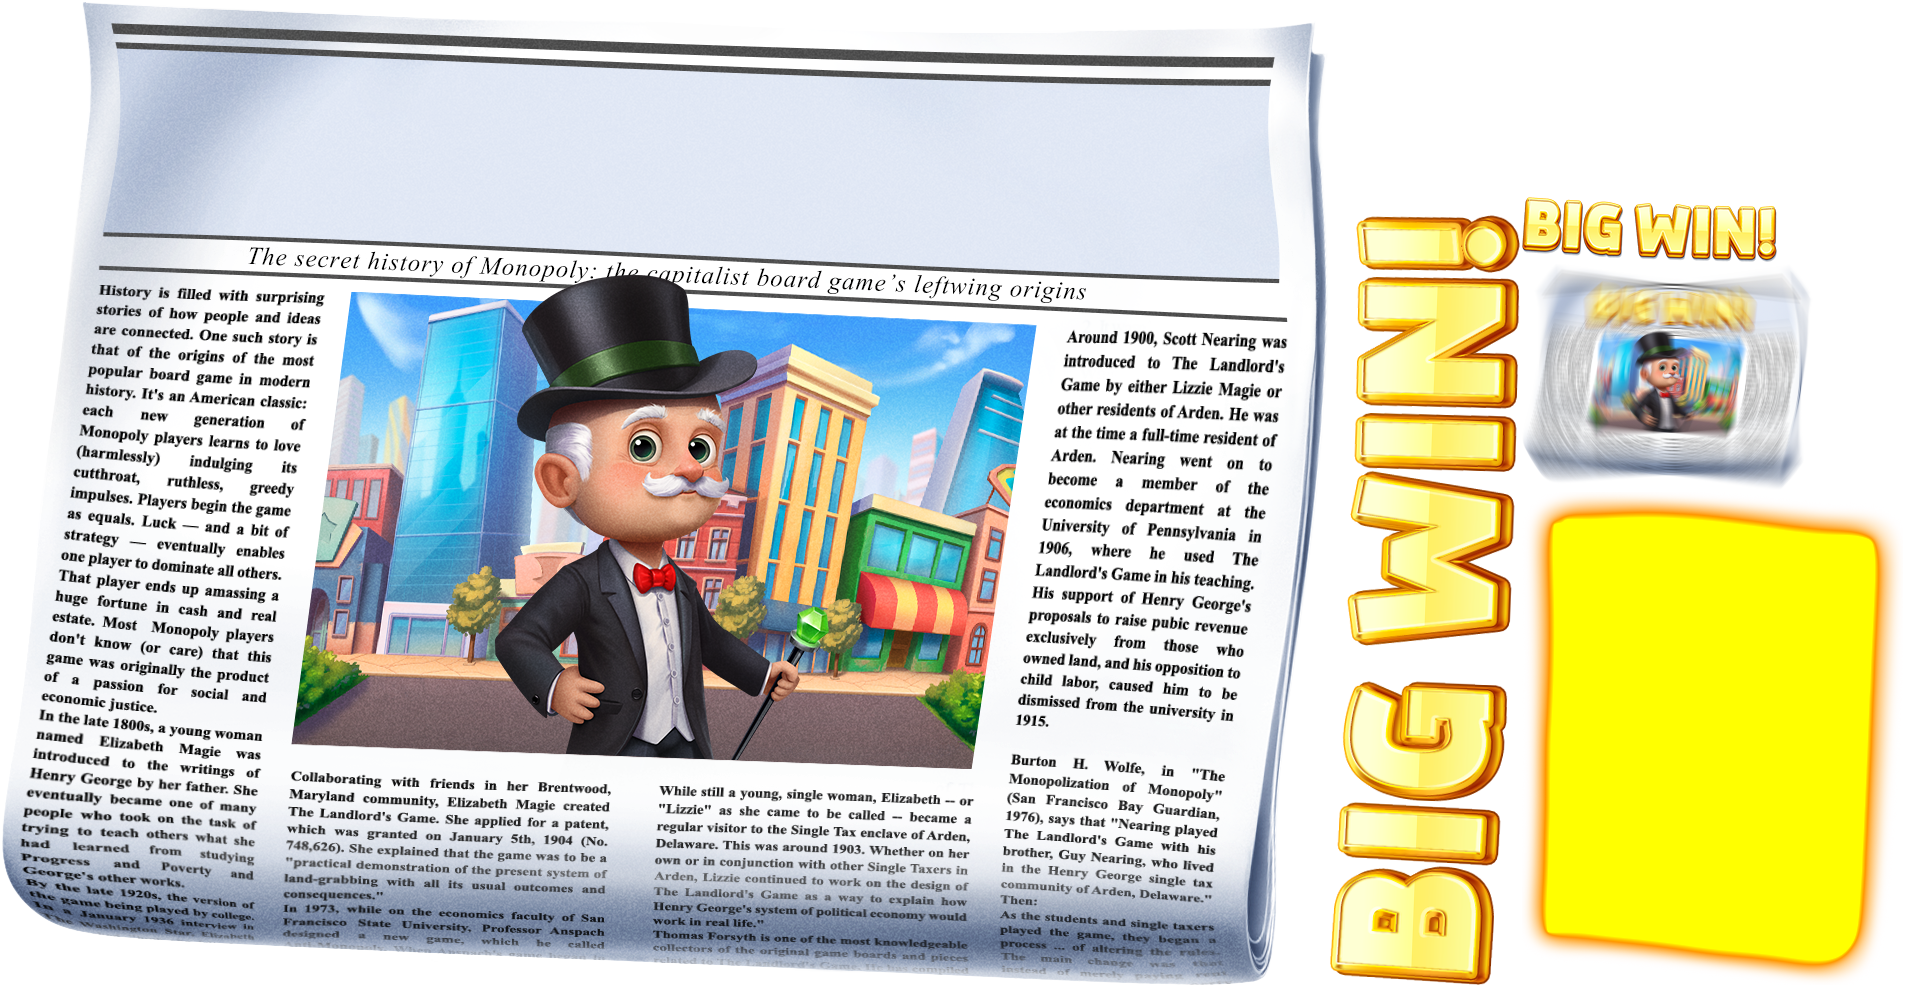 The secret history of Monopoly: the capitalist board game's leftwing origins
History is filled with surprising
stories of how people and ideas
are connected. One such story is
that of the origins of the most
popular board game in modern
history. It's an American classic:
each new generation of
Monopoly players learns to love
(harmlessly) indulging its
cutthroat, ruthless, greedy
impulses. Players begin the game
as equals. Luck — and a bit of
strategy — eventually enables
one player to dominate all others.
That player ends up amassing a
huge fortune in cash and real
estate. Most Monopoly players
don't know (or care) that this
game was originally the product
of a passion for social and
economic justice.
In the late 1800s, a young woman
named Elizabeth Magie was
introduced to the writings of
Henry George by her father. She
eventually became one of many
people who took on the task of
trying to teach others what she
had learned from studying
Progress and Poverty and
George's other works.
By the late 1920s, the version of
the game being played by college.
In a January 1936 interview in
The Washington Star, Elizabeth
Collaborating with friends in her Brentwood,
Maryland community, Elizabeth Magie created
The Landlord's Game. She applied for a patent,
which was granted on January 5th, 1904 (No.
748,626). She explained that the game was to be a
"practical demonstration of the present system of
land-grabbing with all its usual outcomes and
consequences."
In 1973, while on the economics faculty of San
Francisco State University, Professor Anspach
designed a new game, which he called
While still a young, single woman, Elizabeth -- or
"Lizzie" as she came to be called -- became a
regular visitor to the Single Tax enclave of Arden,
Delaware. This was around 1903. Whether on her
own or in conjunction with other Single Taxers in
Arden, Lizzie continued to work on the design of
The Landlord's Game as a way to explain how
Henry George's system of political economy would
work in real life."
Thomas Forsyth is one of the most knowledgeable
collectors of the original game boards and pieces
related to The Landlord's Game. He has compiled
Around 1900, Scott Nearing was
introduced to The Landlord's
Game by either Lizzie Magie or
other residents of Arden. He was
at the time a full-time resident of
Arden. Nearing went on to
become a member of the
economics department at the
University of Pennsylvania in
1906, where he used The
Landlord's Game in his teaching.
His support of Henry George's
proposals to raise pubic revenue
exclusively from those who
owned land, and his opposition to
child labor, caused him to be
dismissed from the university in
1915.
Burton H. Wolfe, in "The
Monopolization of Monopoly"
(San Francisco Bay Guardian,
1976), says that "Nearing played
The Landlord's Game with his
brother, Guy Nearing, who lived
in the Henry George single tax
community of Arden, Delaware."
Then:
As the students and single taxers
played the game, they began a
process ... of altering the rules.
The main change was that
instead of merely paying rent
BIG WIN!
BIG WIN!
BIG WIN!